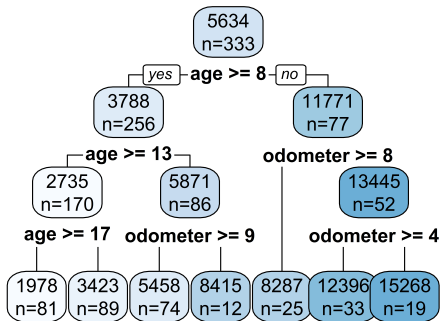 5634
n=333
yes age >= 8 no
3788
n=256
11771
n=77
age >= 13
odometer >= 8
2735
n=170
5871
n=86
13445
n=52
age >= 17
odometer >= 9
odometer >= 4
1978
n=81
3423
n=89
5458
n=74
8415
n=12
8287
n=25
12396
n=33
15268
n=19